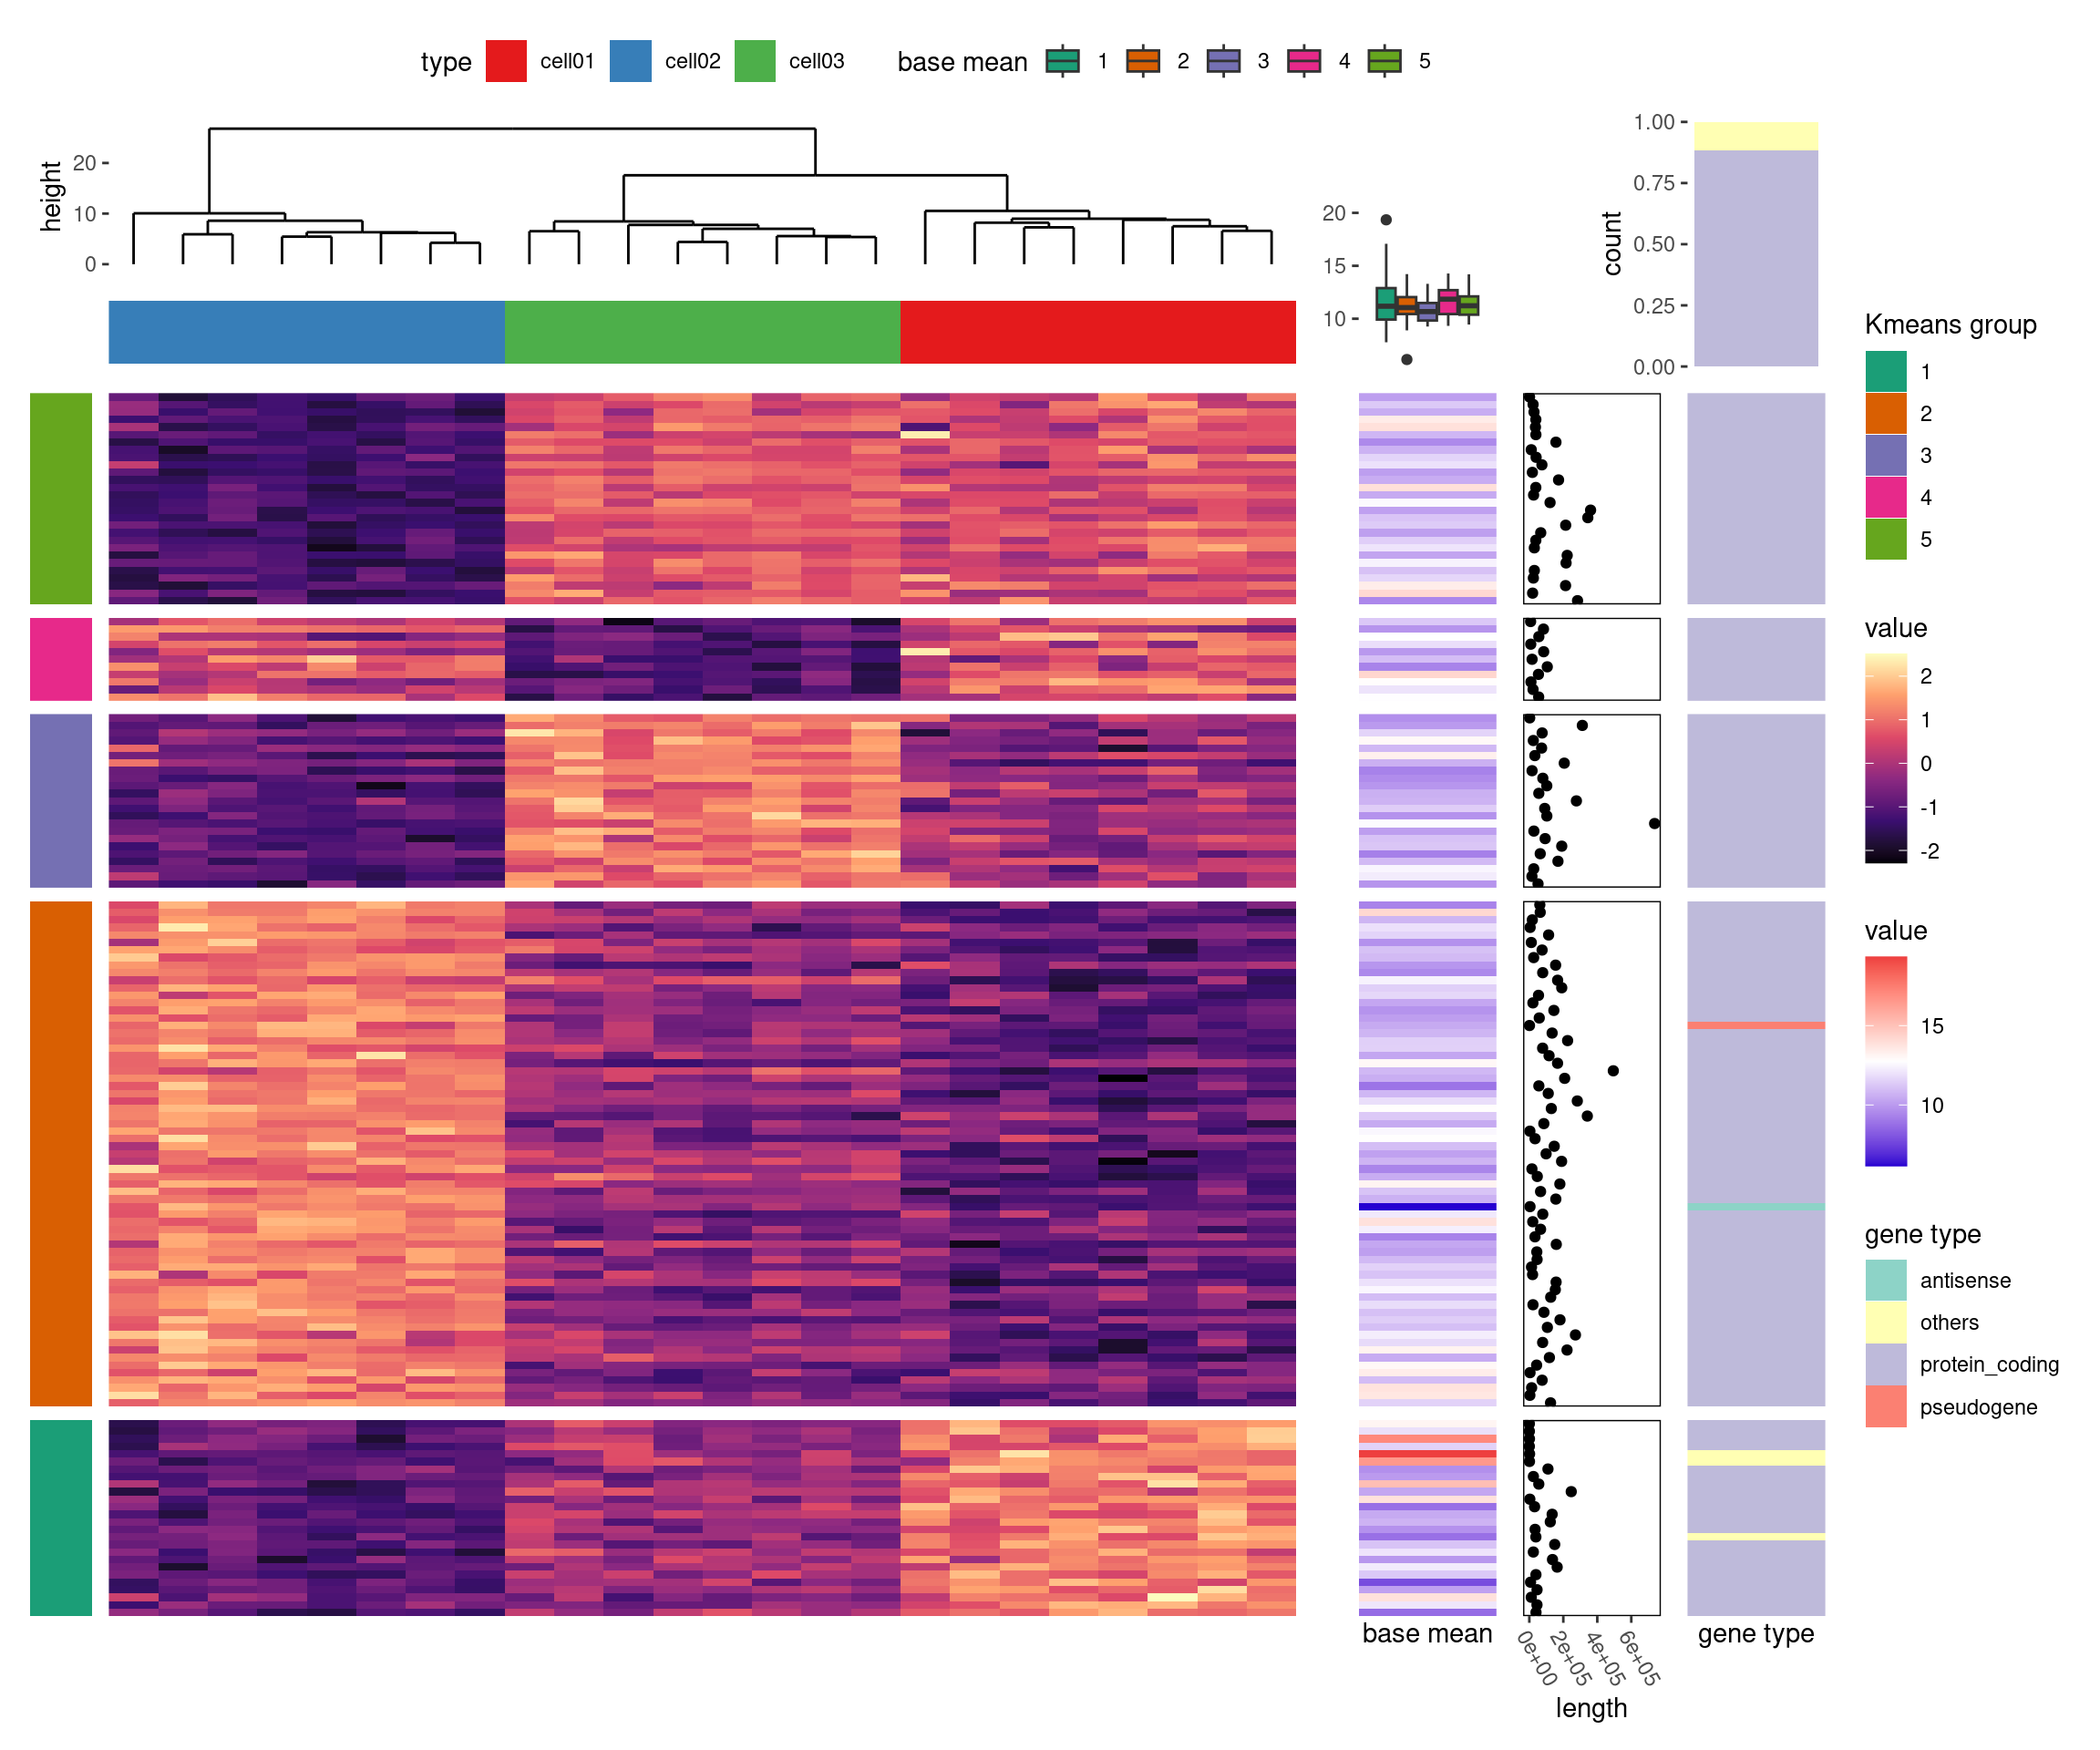 type cell01 cell02 cell03 base mean 1 2 3 4 5
height
20
10
0
20
15
10
count
1.00
0.75
0.50
0.25
0.00
Kmeans group
1
2
3
4
5
value
2
1
0
-1
-2
value
15
10
gene type
antisense
others
protein_coding
pseudogene
base mean
0e+00 2e+05 4e+05 6e+05
length
gene type